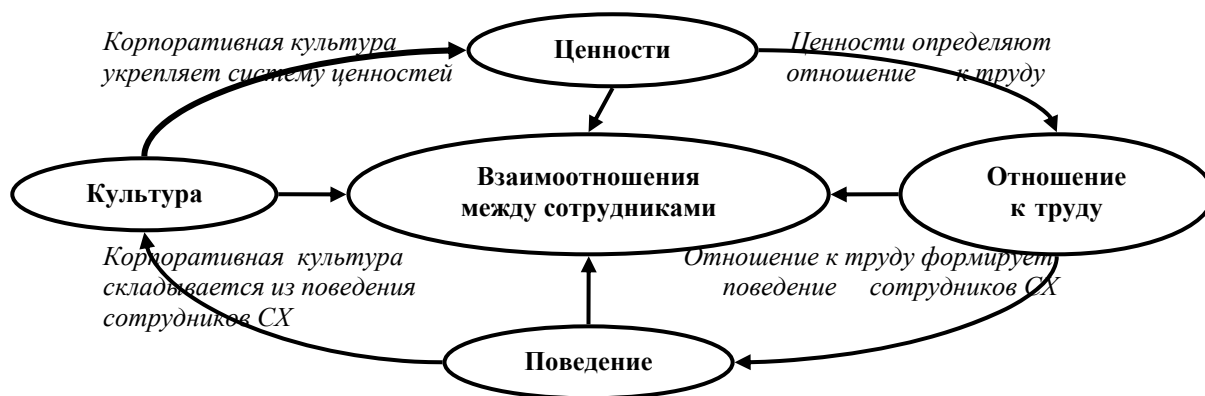 Корпоративная культура
укрепляет систему ценностей
Ценности
Ценности определяют
отношение к труду
Культура
Взаимоотношения
между сотрудниками
Отношение
к труду
Корпоративная культура
складывается из поведения
сотрудников СХ
Отношение к труду формирует
поведение сотрудников СХ
Поведение